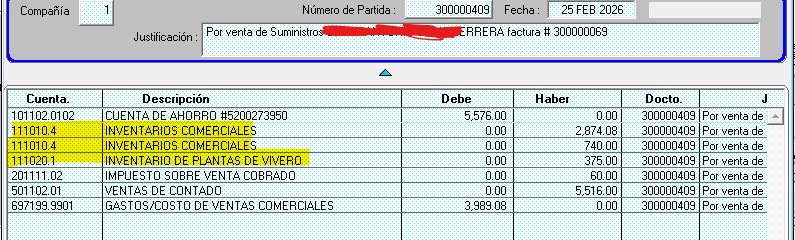 Compañía 1 Número de Partida : 300000409 Fecha : 25 FEB 2026
Justificación : Por venta de Suministros ERRERA factura # 300000069
Cuenta. Descripción Debe Haber Docto. J
101102.0102 CUENTA DE AHORRO #5200273950 5,576.00 0.00 300000409 Por venta de
111010.4 INVENTARIOS COMERCIALES 0.00 2,874.08 300000409 Por venta de
111010.4 INVENTARIOS COMERCIALES 0.00 740.00 300000409 Por venta de
111020.1 INVENTARIO DE PLANTAS DE VIVERO 0.00 375.00 300000409 Por venta de
201111.02 IMPUESTO SOBRE VENTA COBRADO 0.00 60.00 300000409 Por venta de
501102.01 VENTAS DE CONTADO 0.00 5,516.00 300000409 Por venta de
697199.9901 GASTOS/COSTO DE VENTAS COMERCIALES 3,989.08 0.00 300000409 Por venta de